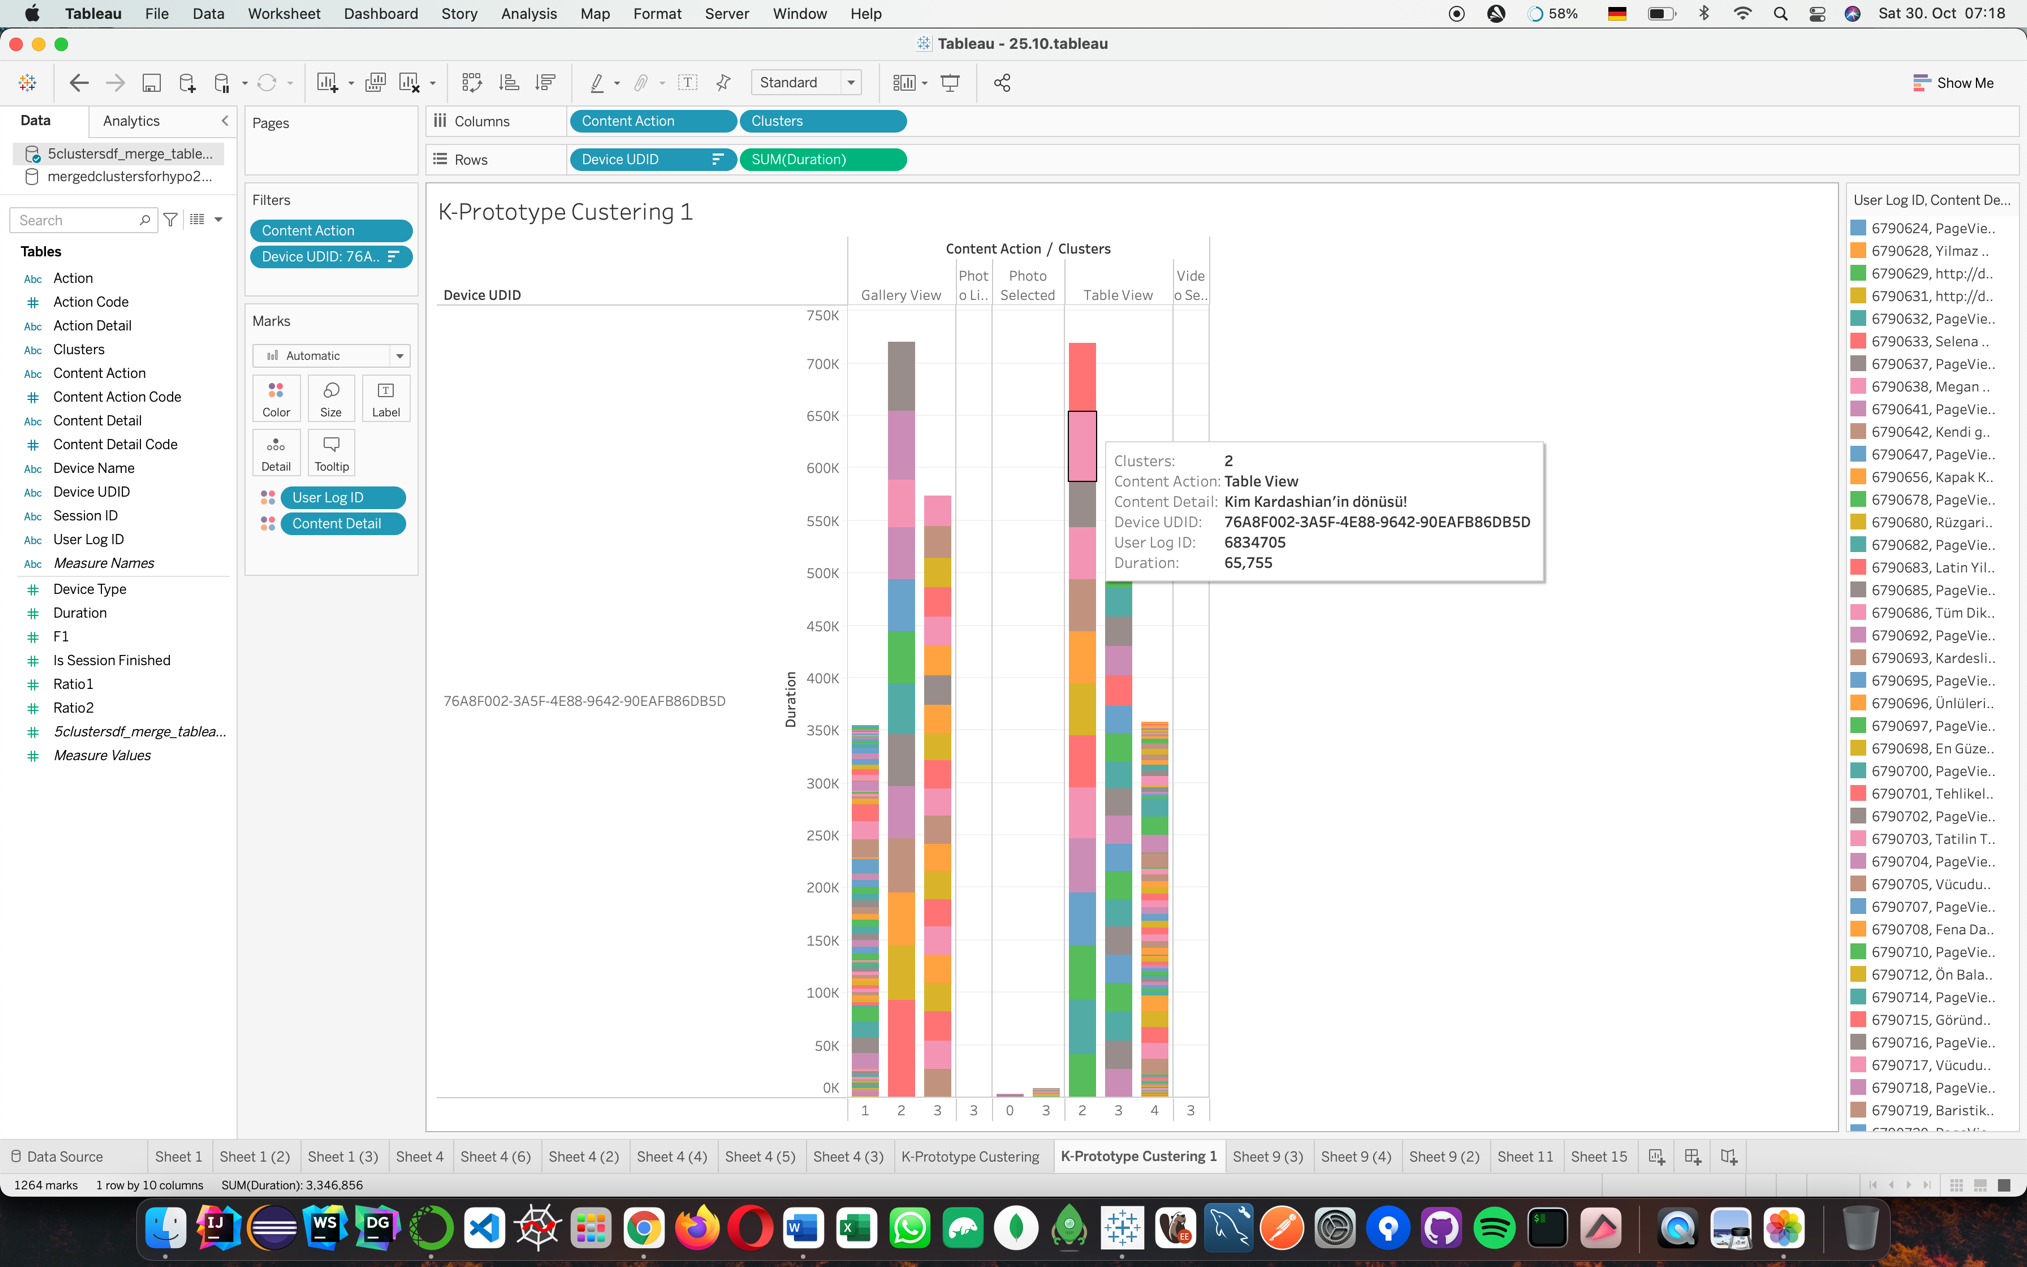 Tableau File Data Worksheet Dashboard Story Analysis Map Format Server Window Help 58% Sat 30. Oct 07:18
Tableau - 25.10.tableau
Standard Show Me
Data Analytics
5clustersdf_merge_table...
mergedclustersforhypo2...
Search
Tables
Abc Action
# Action Code
Abc Action Detail
Abc Clusters
Abc Content Action
# Content Action Code
Abc Content Detail
# Content Detail Code
Abc Device Name
Abc Device UDID
Abc Session ID
Abc User Log ID
Abc Measure Names
# Device Type
# Duration
# F1
# Is Session Finished
# Ratio1
# Ratio2
# 5clustersdf_merge_tablea...
# Measure Values
Pages
Filters
Content Action
Device UDID: 76A..
Marks
Automatic
Color Size Label
Detail Tooltip
User Log ID
Content Detail
Columns Content Action Clusters
Rows Device UDID SUM(Duration)
K-Prototype Custering 1
Content Action / Clusters
Device UDID
Gallery View
Phot
o Li..
Photo
Selected
Table View
Vide
o Se..
76A8F002-3A5F-4E88-9642-90EAFB86DB5D
Duration
750K
700K
650K
600K
550K
500K
450K
400K
350K
300K
250K
200K
150K
100K
50K
0K
1 2 3 3 0 3 2 3 4 3
Clusters: 2
Content Action: Table View
Content Detail: Kim Kardashian'in dönüsü!
Device UDID: 76A8F002-3A5F-4E88-9642-90EAFB86DB5D
User Log ID: 6834705
Duration: 65,755
User Log ID, Content De...
6790624, PageVie..
6790628, Yilmaz ..
6790629, http://d..
6790631, http://d..
6790632, PageVie..
6790633, Selena ..
6790637, PageVie..
6790638, Megan ..
6790641, PageVie..
6790642, Kendi g..
6790647, PageVie..
6790656, Kapak K..
6790678, PageVie..
6790680, Rüzgari..
6790682, PageVie..
6790683, Latin Yil..
6790685, PageVie..
6790686, Tüm Dik..
6790692, PageVie..
6790693, Kardesli..
6790695, PageVie..
6790696, Ünlüleri..
6790697, PageVie..
6790698, En Güze..
6790700, PageVie..
6790701, Tehlikel..
6790702, PageVie..
6790703, Tatilin T..
6790704, PageVie..
6790705, Vücudu..
6790707, PageVie..
6790708, Fena Da..
6790710, PageVie..
6790712, Ön Bala..
6790714, PageVie..
6790715, Göründ..
6790716, PageVie..
6790717, Vücudu..
6790718, PageVie..
6790719, Baristik..
Data Source Sheet 1 Sheet 1 (2) Sheet 1 (3) Sheet 4 Sheet 4 (6) Sheet 4 (2) Sheet 4 (4) Sheet 4 (5) Sheet 4 (3) K-Prototype Custering K-Prototype Custering 1 Sheet 9 (3) Sheet 9 (4) Sheet 9 (2) Sheet 11 Sheet 15
1264 marks 1 row by 10 columns SUM(Duration): 3,346,856
IJ WS DG W X EE